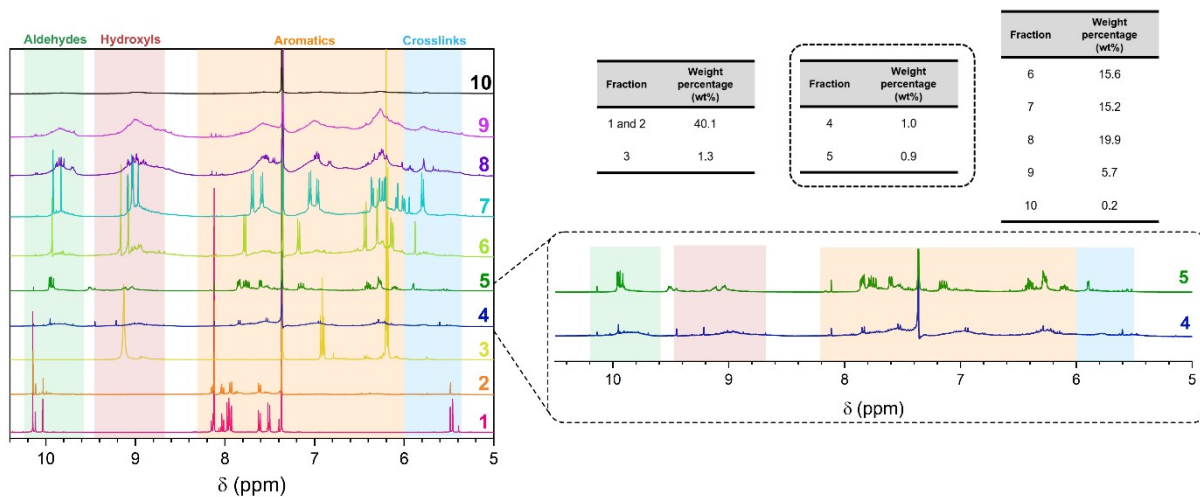 Aldehydes Hydroxyls Aromatics Crosslinks
10
9
8
7
6
5
4
3
2
1
10 9 8 7 6 5
δ (ppm)
Fraction Weight percentage (wt%)
1 and 2 40.1
3 1.3
Fraction Weight percentage (wt%)
4 1.0
5 0.9
Fraction Weight percentage (wt%)
6 15.6
7 15.2
8 19.9
9 5.7
10 0.2
5
4
10 9 8 7 6 5
δ (ppm)